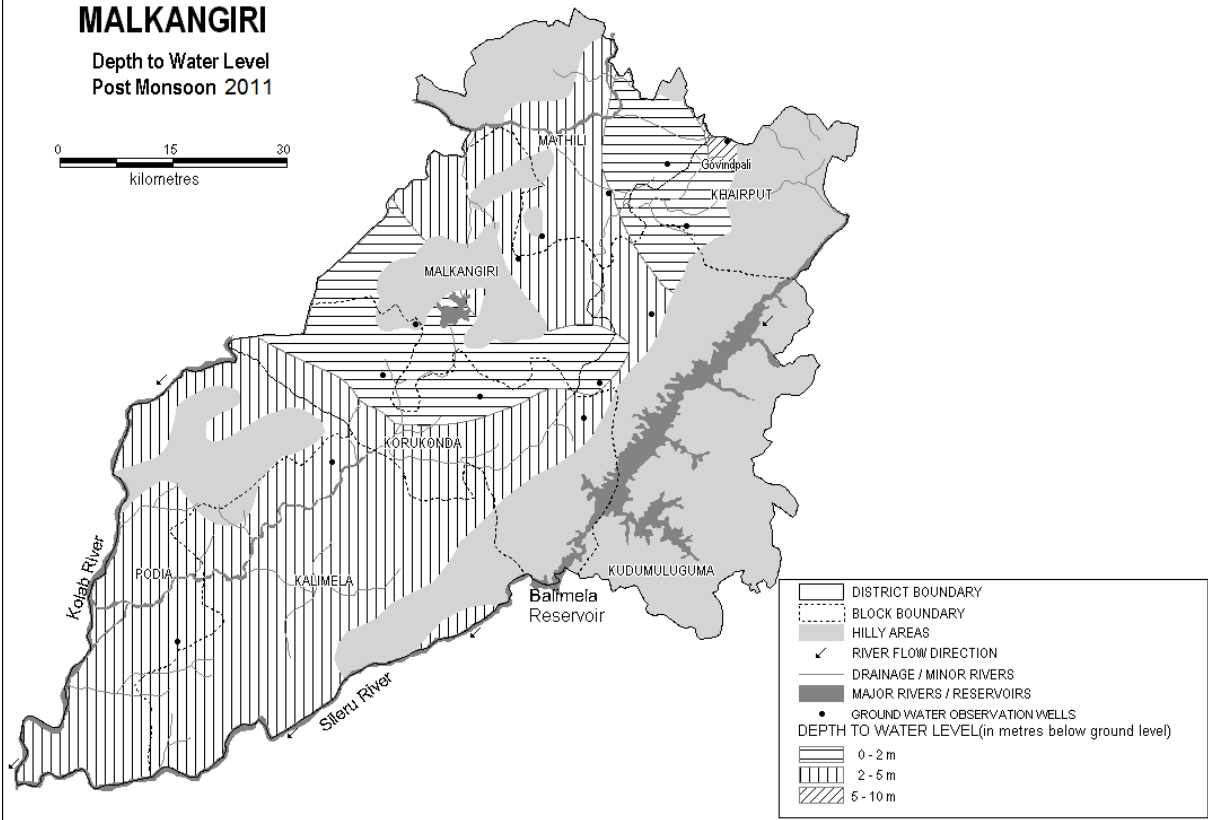 MALKANGIRI
Depth to Water Level
Post Monsoon 2011
0 15 30
kilometres
MATHILI
Govindpali
KHAIRPUT
MALKANGIRI
KORUKONDA
Kolab River
PODIA
KALIMELA
KUDUMULUGUMA
Balimela
Reservoir
Sileru River
DISTRICT BOUNDARY
BLOCK BOUNDARY
HILLY AREAS
RIVER FLOW DIRECTION
DRAINAGE / MINOR RIVERS
MAJOR RIVERS / RESERVOIRS
GROUND WATER OBSERVATION WELLS
DEPTH TO WATER LEVEL(in metres below ground level)
0 - 2 m
2 - 5 m
5 - 10 m